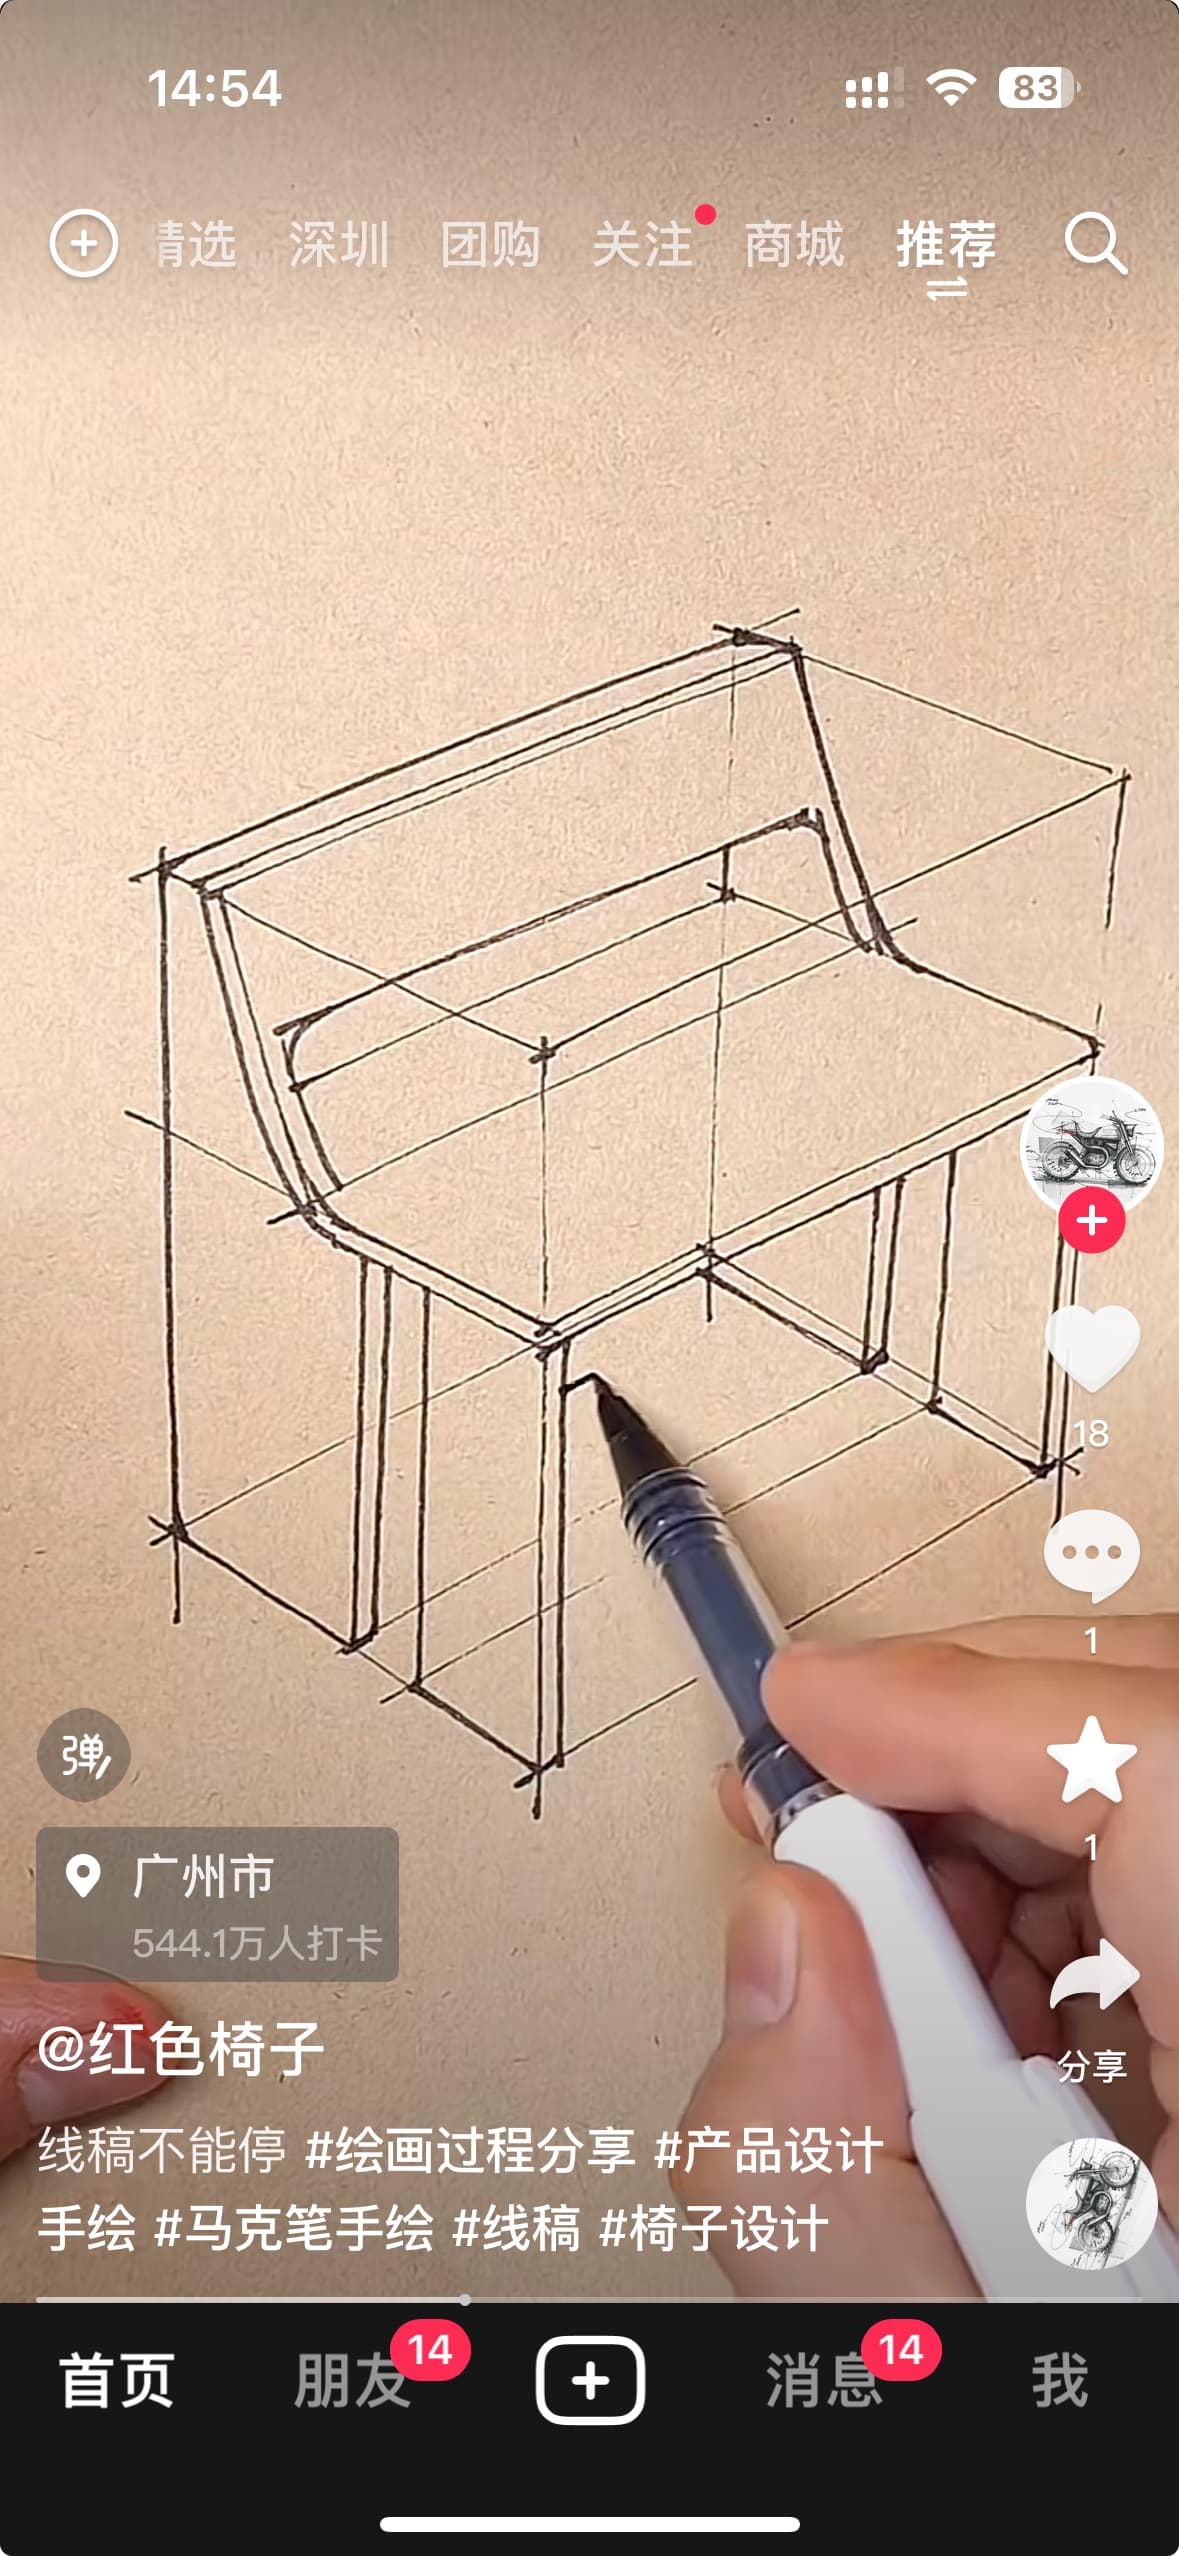 14:54
83
精选 深圳 团购 关注 商城 推荐
18
1
弹
1
广州市
544.1万人打卡
@红色椅子
分享
线稿不能停 #绘画过程分享 #产品设计
手绘 #马克笔手绘 #线稿 #椅子设计
首页 朋友 14 消息 14 我